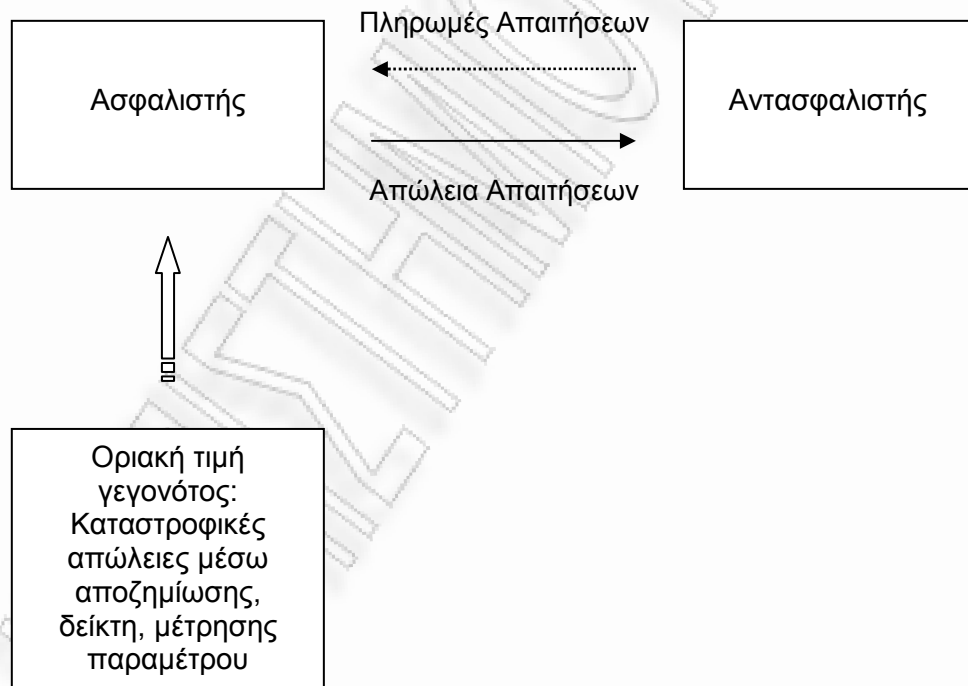 Πληρωμές Απαιτήσεων
Ασφαλιστής
Αντασφαλιστής
Απώλεια Απαιτήσεων
Οριακή τιμή
γεγονότος:
Καταστροφικές
απώλειες μέσω
αποζημίωσης,
δείκτη, μέτρησης
παραμέτρου